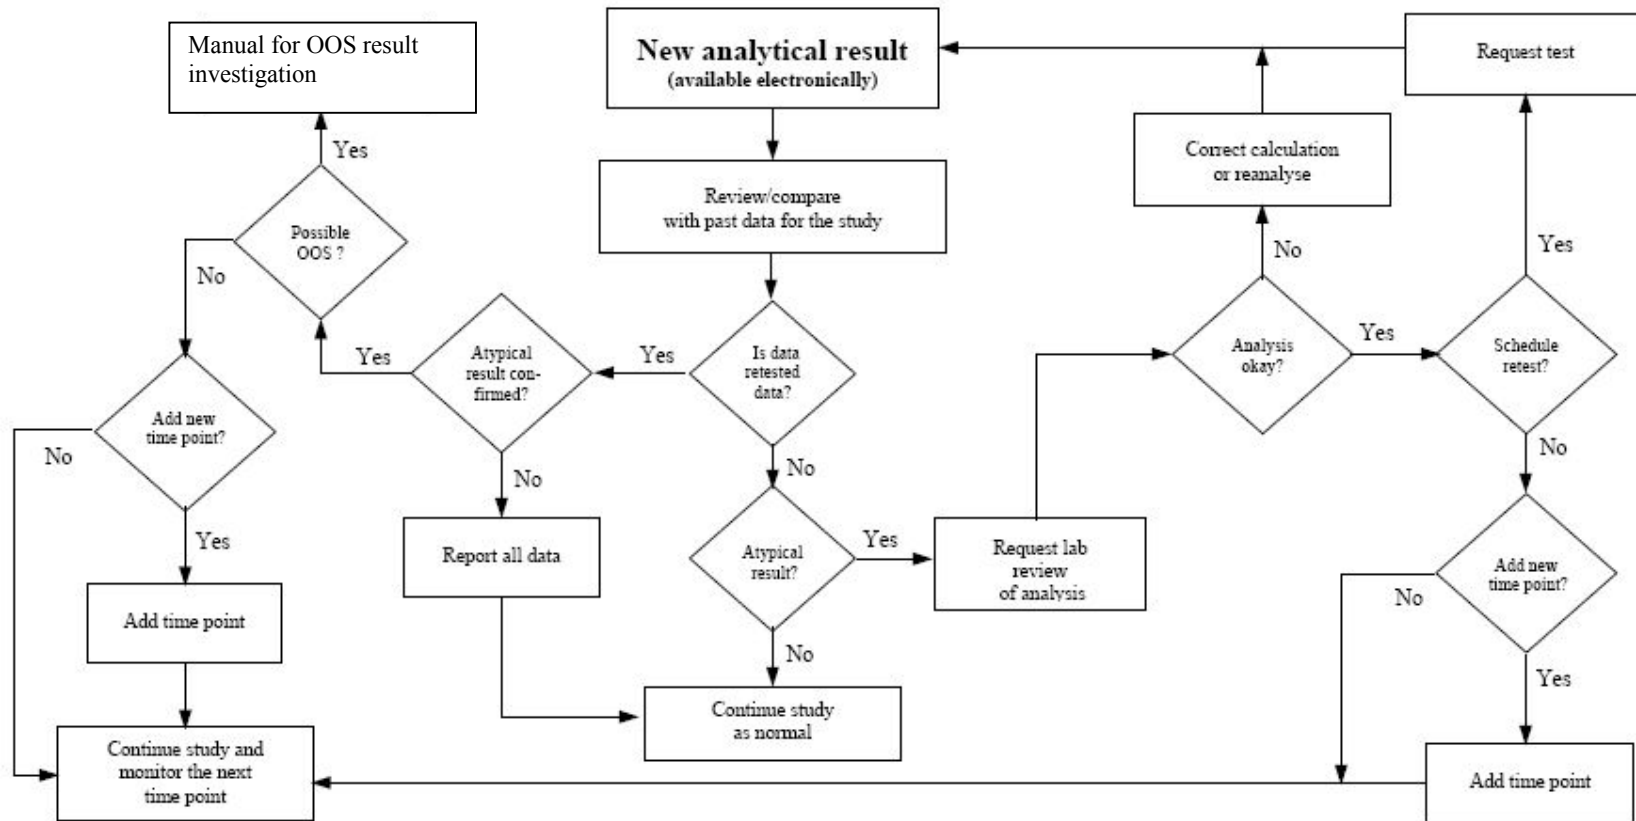 Manual for OOS result
investigation
New analytical result
(available electronically)
Request test
Correct calculation
or reanalyse
Yes
Review/compare
with past data for the study
Possible
OOS ?
No
No
Yes
Atypical
result con-
firmed?
Yes
Yes
Is data
retested
data?
Analysis
okay?
Yes
Schedule
retest?
Add new
time point?
No
No
No
No
Yes
Report all data
Atypical
result?
Yes
Request lab
review
of analysis
Add new
time point?
No
Add time point
No
Yes
Continue study
as normal
Continue study and
monitor the next
time point
Add time point